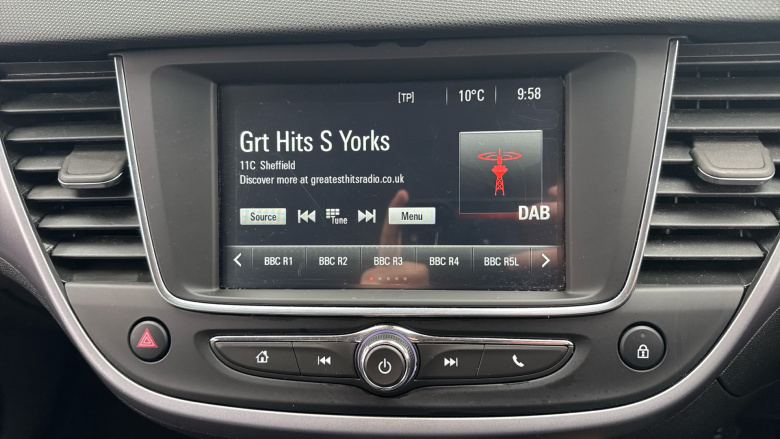 [TP] 10°C 9:58
Grt Hits S Yorks
11C Sheffield
Discover more at greatesthitsradio.co.uk
DAB
Source Tune Menu
BBC R1 BBC R2 BBC R3 BBC R4 BBC R5L